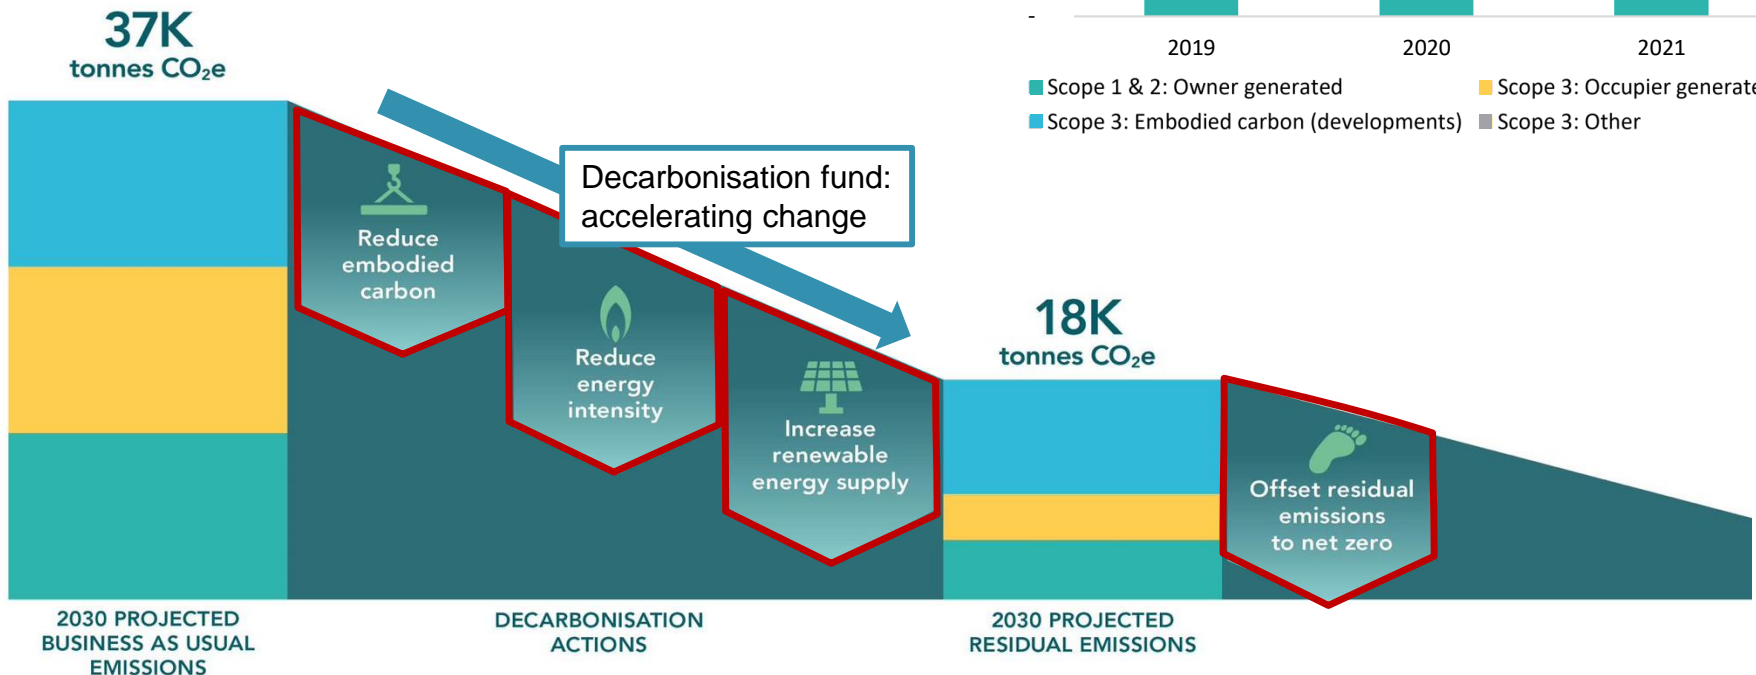 37K
tonnes CO₂e
-
2019
2020
2021
Scope 1 & 2: Owner generated
Scope 3: Occupier generate
Scope 3: Embodied carbon (developments)
Scope 3: Other
Decarbonisation fund:
accelerating change
Reduce
embodied
carbon
Reduce
energy
intensity
Increase
renewable
energy supply
18K
tonnes CO₂e
Offset residual
emissions
to net zero
2030 PROJECTED
BUSINESS AS USUAL
EMISSIONS
DECARBONISATION
ACTIONS
2030 PROJECTED
RESIDUAL EMISSIONS